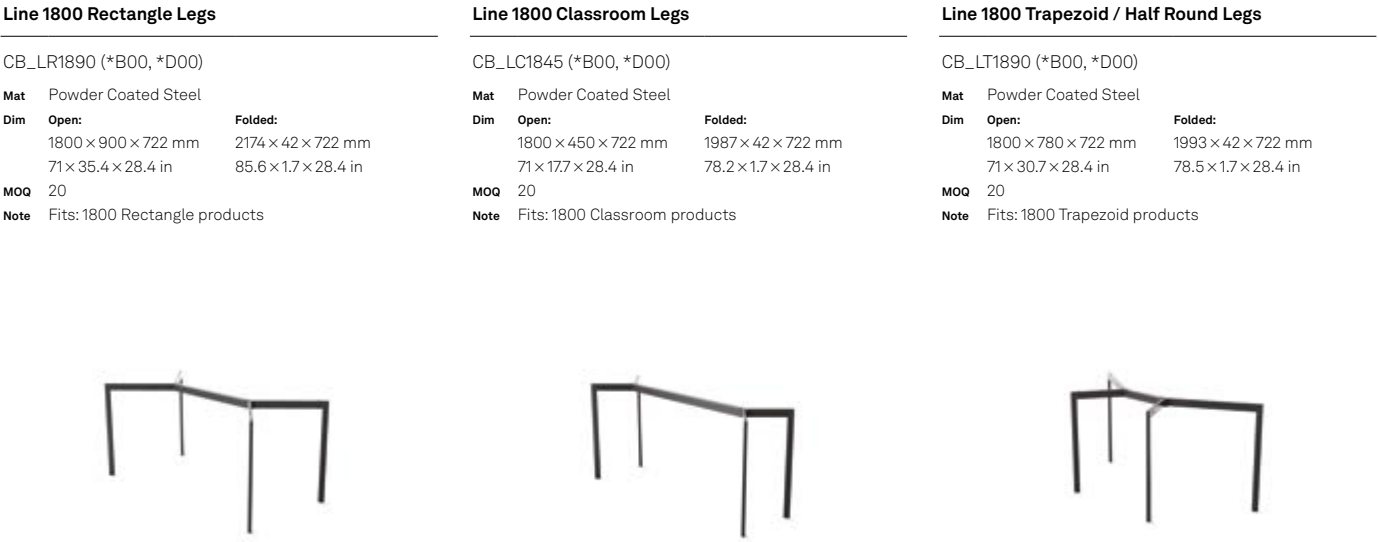 Line 1800 Rectangle Legs
CB_LR1890 (*B00, *D00)
Mat Powder Coated Steel
Dim Open: Folded:
1800 × 900 × 722 mm 2174 × 42 × 722 mm
71 × 35.4 × 28.4 in 85.6 × 1.7 × 28.4 in
MOQ 20
Note Fits: 1800 Rectangle products
Line 1800 Classroom Legs
CB_LC1845 (*B00, *D00)
Mat Powder Coated Steel
Dim Open: Folded:
1800 × 450 × 722 mm 1987 × 42 × 722 mm
71 × 17.7 × 28.4 in 78.2 × 1.7 × 28.4 in
MOQ 20
Note Fits: 1800 Classroom products
Line 1800 Trapezoid / Half Round Legs
CB_LT1890 (*B00, *D00)
Mat Powder Coated Steel
Dim Open: Folded:
1800 × 780 × 722 mm 1993 × 42 × 722 mm
71 × 30.7 × 28.4 in 78.5 × 1.7 × 28.4 in
MOQ 20
Note Fits: 1800 Trapezoid products